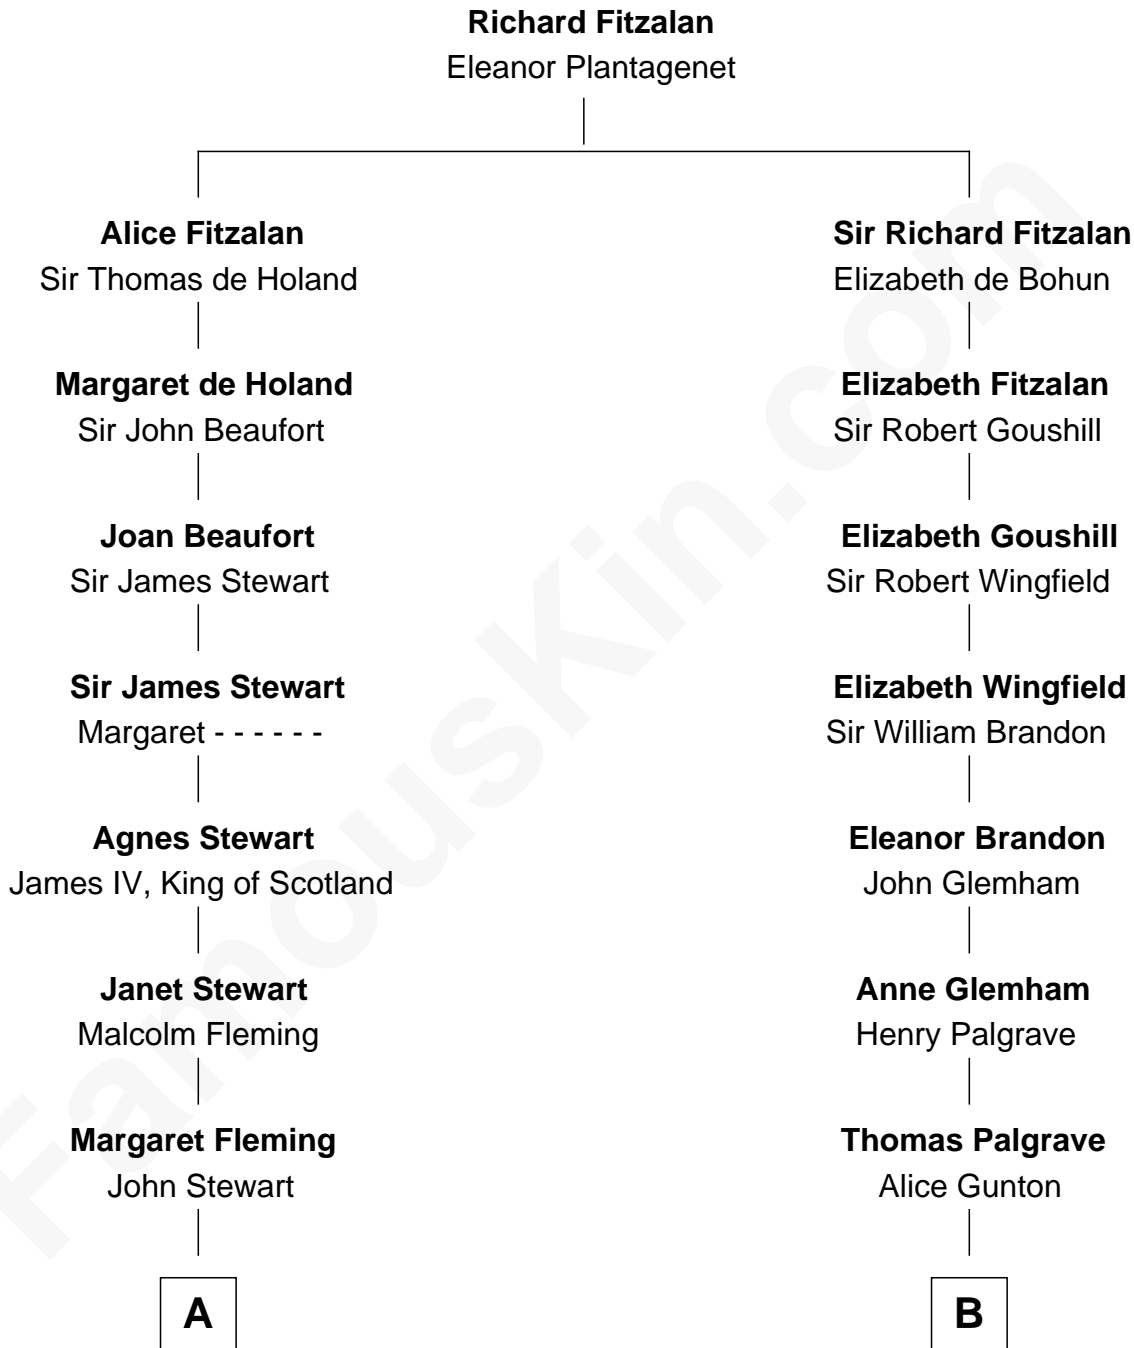 Richard Fitzalan
Eleanor Plantagenet
Alice Fitzalan
Sir Thomas de Holand
Sir Richard Fitzalan
Elizabeth de Bohun
Margaret de Holand
Sir John Beaufort
Elizabeth Fitzalan
Sir Robert Goushill
Joan Beaufort
Sir James Stewart
Elizabeth Goushill
Sir Robert Wingfield
Sir James Stewart
Margaret - - - - - -
Elizabeth Wingfield
Sir William Brandon
Agnes Stewart
James IV, King of Scotland
Eleanor Brandon
John Glemham
Janet Stewart
Malcolm Fleming
Anne Glemham
Henry Palgrave
Margaret Fleming
John Stewart
Thomas Palgrave
Alice Gunton
A
B
FamousKin.com